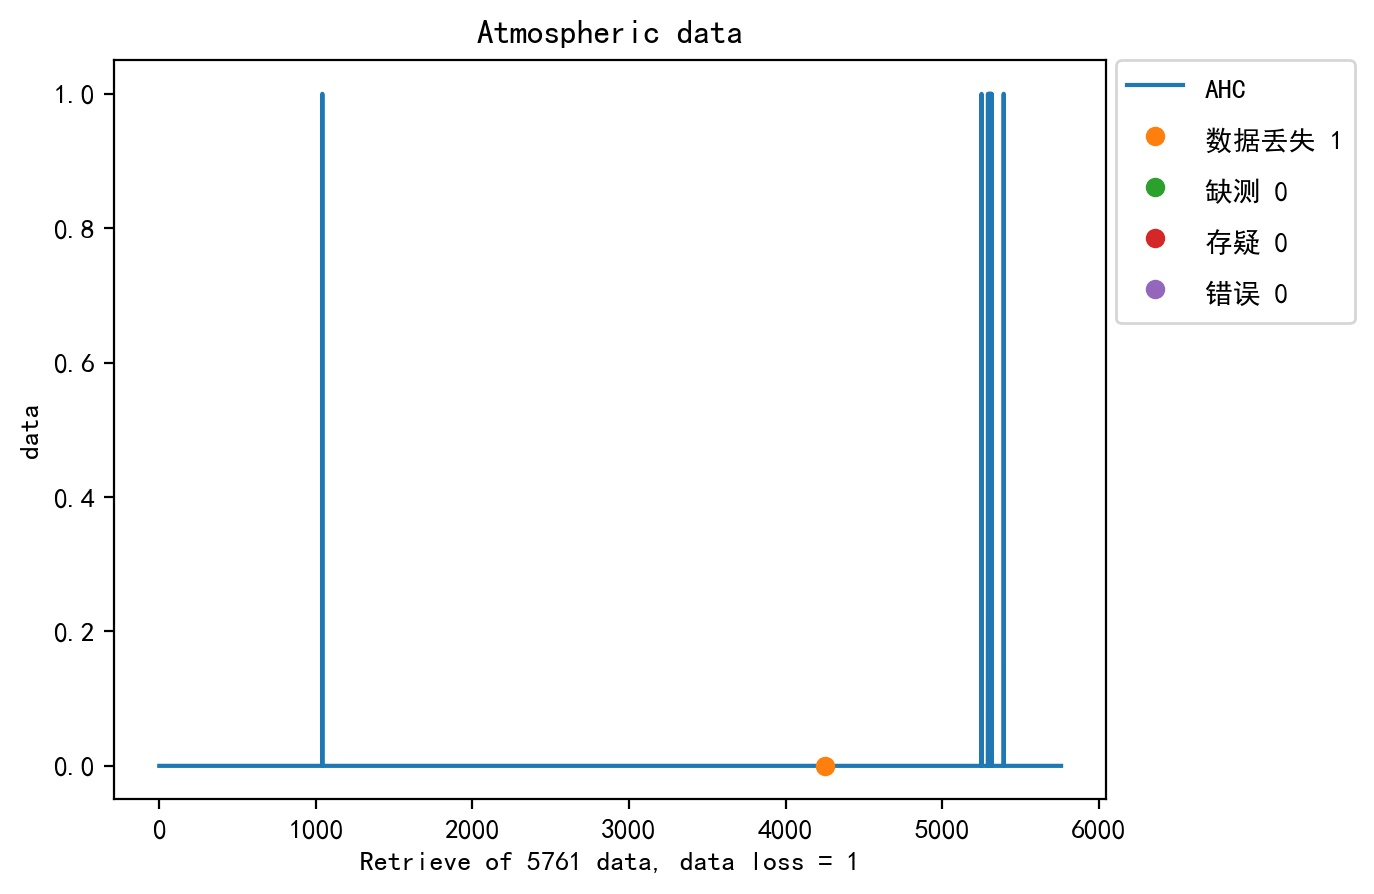 Atmospheric data
AHC
数据丢失 1
缺测 0
存疑 0
错误 0
1.0
0.8
0.6
0.4
0.2
0.0
data
0 1000 2000 3000 4000 5000 6000
Retrieve of 5761 data, data loss = 1